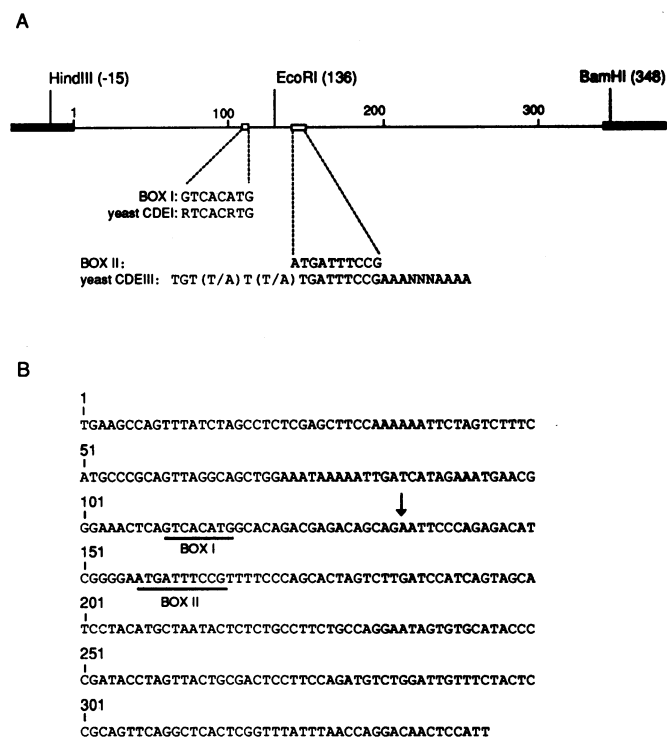 A
HindIII (-15)
EcoRI (136)
BamHI (348)
1
100
200
300
BOX I: GTCACATG
yeast CDEI: RTCACRTG
BOX II: ATGATTTCCG
yeast CDEIII: TGT(T/A)T(T/A)TGATTTCCGAAANNNAAAA
B
1
TGAAGCCAGTTTATCTAGCCTCTCGAGCTTCCAAAAAATTCTAGTCTTTC
51
ATGCCCGCAGTTAGGCAGCTGGAAATAAAAATTGATCATAGAAATGAACG
101
GGAAACTCAGTCACATGGCACAGACGAGACAGCAGAATTCCCAGAGACAT
BOX I
151
CGGGGAATGATTTCCGTTTTCCCAGCACTAGTCTTGATCCATCAGTAGCA
BOX II
201
TCCTACATGCTAATACTCTCTGCCTTCTGCCAGGAATAGTGTGCATACCC
251
CGATACCTAGTTACTGCGACTCCTTCCAGATGTCTGGATTGTTTCTACTC
301
CGCAGTTCAGGCTCACTCGGTTTATTTAACCAGGACAACTCCATT